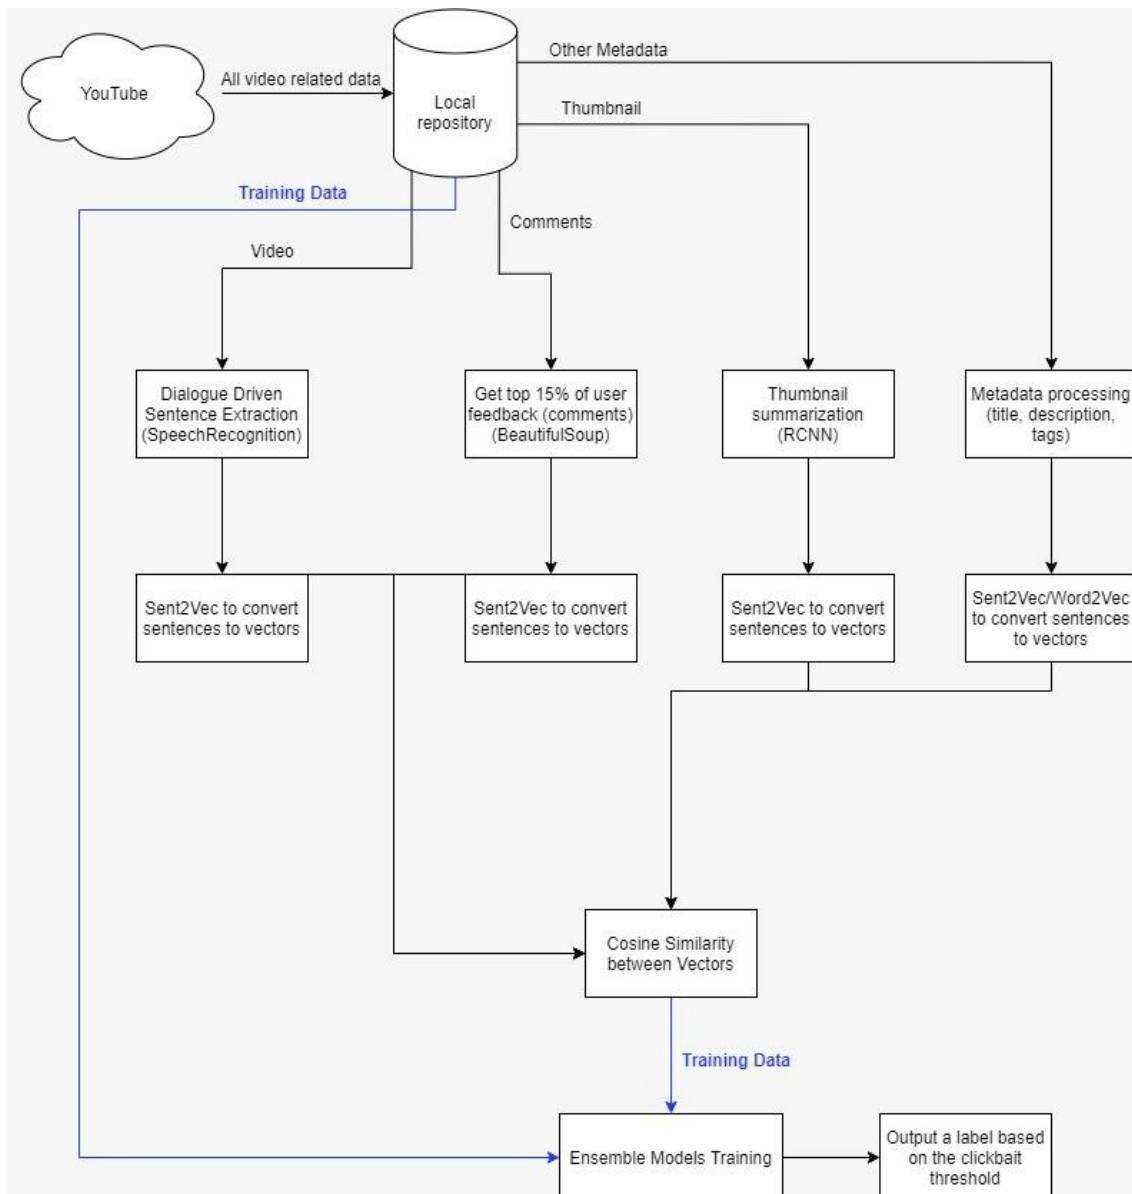 Other Metadata
YouTube
All video related data
Local
repository
Thumbnail
Training Data
Comments
Video
Dialogue Driven
Sentence Extraction
(SpeechRecognition)
Get top 15% of user
feedback (comments)
(BeautifulSoup)
Thumbnail
summarization
(RCNN)
Metadata processing
(title, description,
tags)
Sent2Vec to convert
sentences to vectors
Sent2Vec to convert
sentences to vectors
Sent2Vec to convert
sentences to vectors
Sent2Vec/Word2Vec
to convert sentences
to vectors
Cosine Similarity
between Vectors
Training Data
Ensemble Models Training
Output a label based
on the clickbait
threshold